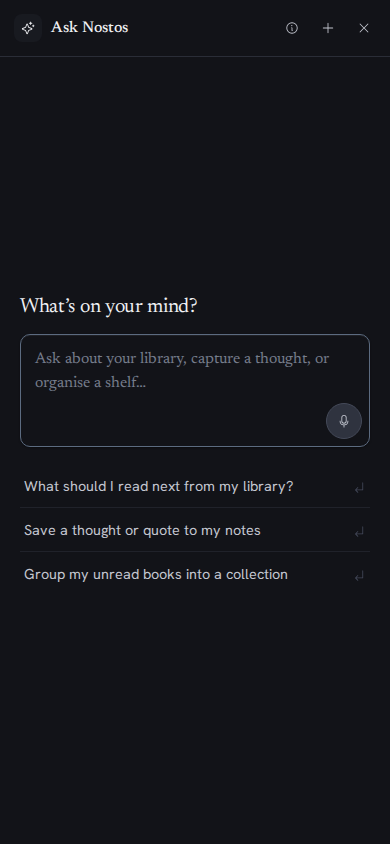 Ask Nostos
What's on your mind?
Ask about your library, capture a thought, or
organise a shelf...
What should I read next from my library?
Save a thought or quote to my notes
Group my unread books into a collection